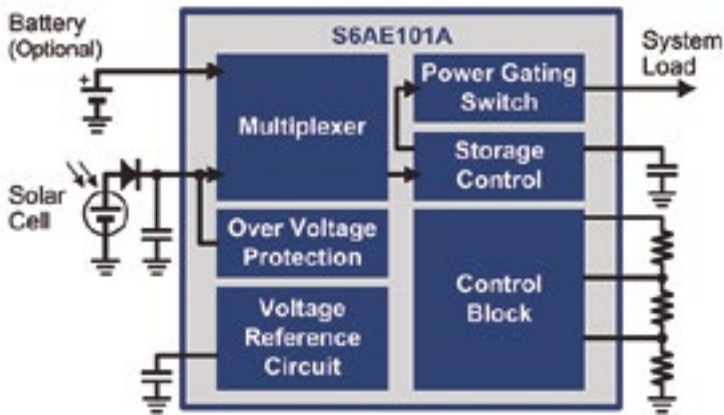 Battery
(Optional)
+
Solar
Cell
S6AE101A
Multiplexer
Over Voltage
Protection
Voltage
Reference
Circuit
Power Gating
Switch
Storage
Control
Control
Block
System
Load